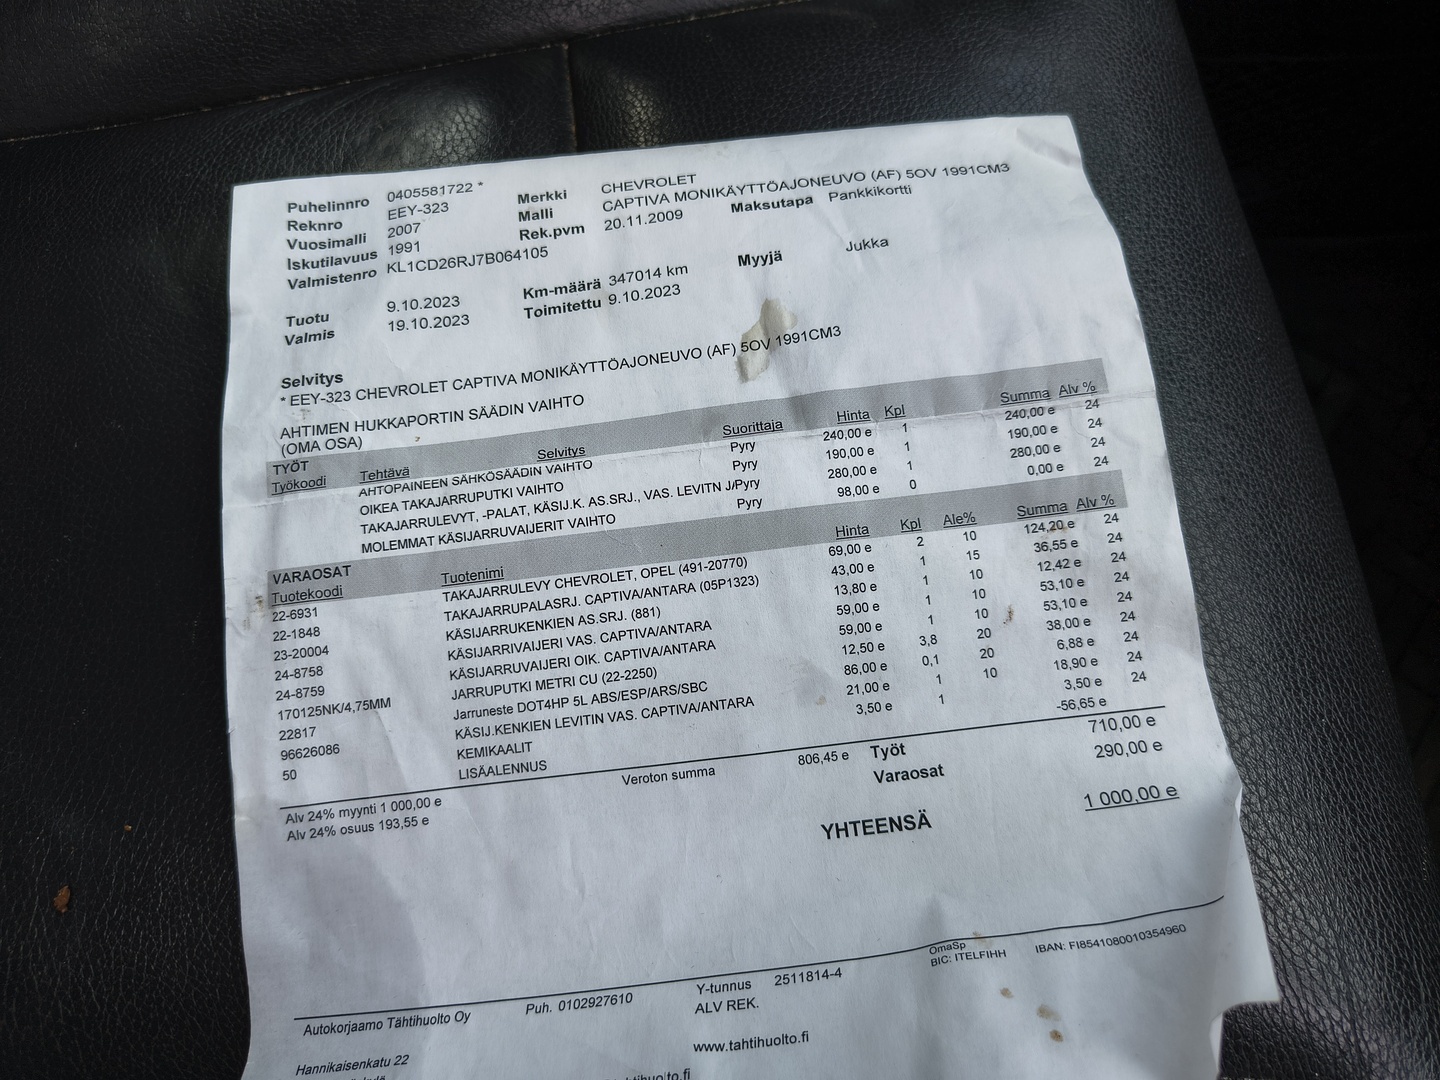 Puhelinnro 0405581722 * Merkki CHEVROLET
Reknro EEY-323 Malli CAPTIVA MONIKÄYTTÖAJONEUVO (AF) 5OV 1991CM3
Vuosimalli 2007 Rek.pvm 20.11.2009 Maksutapa Pankkikortti
Iskutilavuus 1991
Valmistenro KL1CD26RJ7B064105
Tuotu 9.10.2023 Km-määrä 347014 km Myyjä Jukka
Valmis 19.10.2023 Toimitettu 9.10.2023
Selvitys
* EEY-323 CHEVROLET CAPTIVA MONIKÄYTTÖAJONEUVO (AF) 5OV 1991CM3
AHTIMEN HUKKAPORTIN SÄÄDIN VAIHTO
(OMA OSA)
TYÖT
Työkoodi Tehtävä Selvitys Suorittaja Hinta Kpl Summa Alv %
AHTOPAINEEN SÄHKÖSÄÄDIN VAIHTO Pyry 240,00 e 1 240,00 e 24
OIKEA TAKAJARRUPUTKI VAIHTO Pyry 190,00 e 1 190,00 e 24
TAKAJARRULEVYT, -PALAT, KÄSIJ.K. AS.SRJ., VAS. LEVITN J/Pyry 280,00 e 1 280,00 e 24
MOLEMMAT KÄSIJARRUVAIJERIT VAIHTO Pyry 98,00 e 0 0,00 e 24
VARAOSAT
Tuotekoodi Tuotenimi Hinta Kpl Ale% Summa Alv %
22-6931 TAKAJARRULEVY CHEVROLET, OPEL (491-20770) 69,00 e 2 10 124,20 e 24
22-1848 TAKAJARRUPALASRJ. CAPTIVA/ANTARA (05P1323) 43,00 e 1 15 36,55 e 24
23-20004 KÄSIJARRUKENKIEN AS.SRJ. (881) 13,80 e 1 10 12,42 e 24
24-8758 KÄSIJARRIVAIJERI VAS. CAPTIVA/ANTARA 59,00 e 1 10 53,10 e 24
24-8759 KÄSIJARRUVAIJERI OIK. CAPTIVA/ANTARA 59,00 e 1 10 53,10 e 24
170125NK/4,75MM JARRUPUTKI METRI CU (22-2250) 12,50 e 3,8 20 38,00 e 24
22817 Jarruneste DOT4HP 5L ABS/ESP/ARS/SBC 86,00 e 0,1 20 6,88 e 24
96626086 KÄSIJ.KENKIEN LEVITIN VAS. CAPTIVA/ANTARA 21,00 e 1 10 18,90 e 24
50 KEMIKAALIT 3,50 e 1 3,50 e 24
LISÄALENNUS -56,65 e
Alv 24% myynti 1 000,00 e Veroton summa 806,45 e Työt 710,00 e
Alv 24% osuus 193,55 e Varaosat 290,00 e
YHTEENSÄ 1 000,00 e
Autokorjaamo Tähtihuolto Oy Puh. 0102927610 Y-tunnus 2511814-4 OmaSp IBAN: FI8541080010354960
ALV REK. BIC: ITELFIHH
Hannikaisenkatu 22 www.tahtihuolto.fi